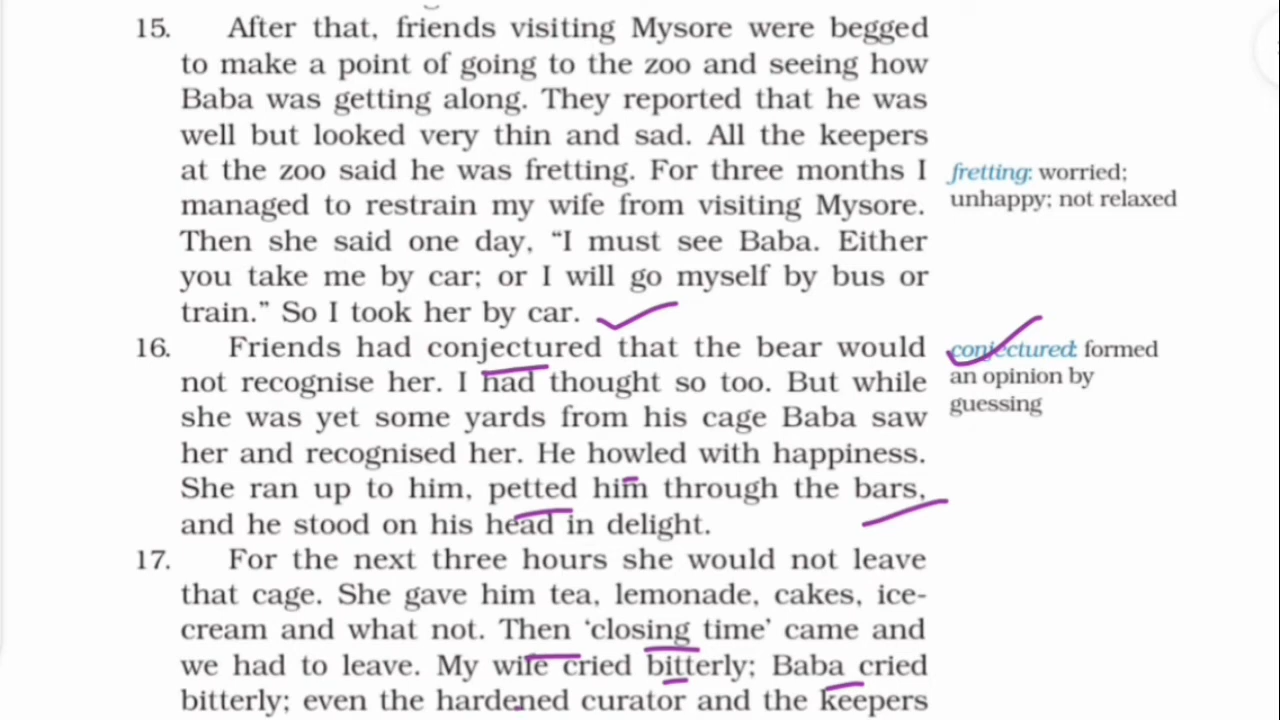 15. After that, friends visiting Mysore were begged
to make a point of going to the zoo and seeing how
Baba was getting along. They reported that he was
well but looked very thin and sad. All the keepers
at the zoo said he was fretting. For three months I
fretting: worried;
managed to restrain my wife from visiting Mysore.
unhappy; not relaxed
Then she said one day, “I must see Baba. Either
you take me by car; or I will go myself by bus or
train.” So I took her by car.
16. Friends had conjectured that the bear would
conjectured: formed
not recognise her. I had thought so too. But while
an opinion by
she was yet some yards from his cage Baba saw
guessing
her and recognised her. He howled with happiness.
She ran up to him, petted him through the bars,
and he stood on his head in delight.
17. For the next three hours she would not leave
that cage. She gave him tea, lemonade, cakes, ice-
cream and what not. Then ‘closing time’ came and
we had to leave. My wife cried bitterly; Baba cried
bitterly; even the hardened curator and the keepers